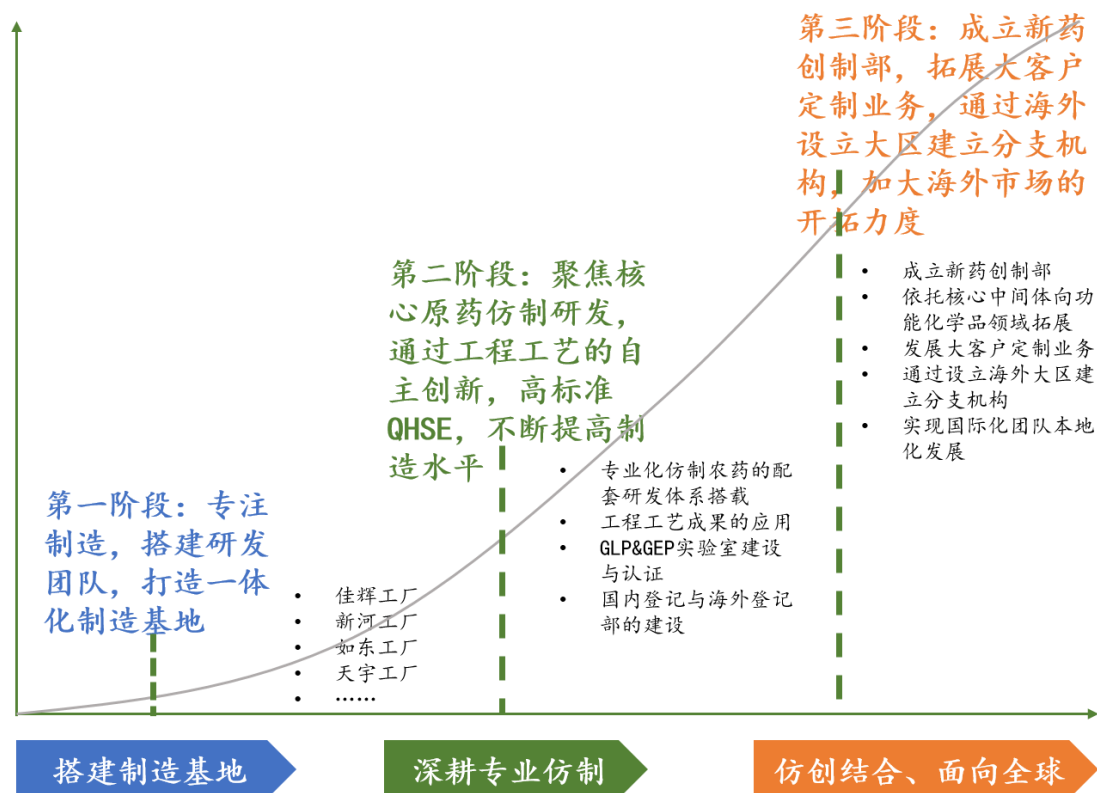 第三阶段：成立新药
创制部，拓展大客户
定制业务，通过海外
设立大区建立分支机
构，加大海外市场的
开拓力度
• 成立新药创制部
• 依托核心中间体向功
能化学品领域拓展
• 发展大客户定制业务
• 通过设立海外大区建
立分支机构
• 实现国际化团队本地
化发展
第二阶段：聚焦核
心原药仿制研发，
通过工程工艺的自
主创新，高标准
QHSE，不断提高制
造水平
• 专业化仿制农药的配
套研发体系搭载
• 工程工艺成果的应用
• GLP&GEP实验室建设
与认证
• 国内登记与海外登记
部的建设
第一阶段：专注
制造，搭建研发
团队，打造一体
化制造基地
• 佳辉工厂
• 新河工厂
• 如东工厂
• 天宇工厂
• ……
搭建制造基地
深耕专业仿制
仿创结合、面向全球